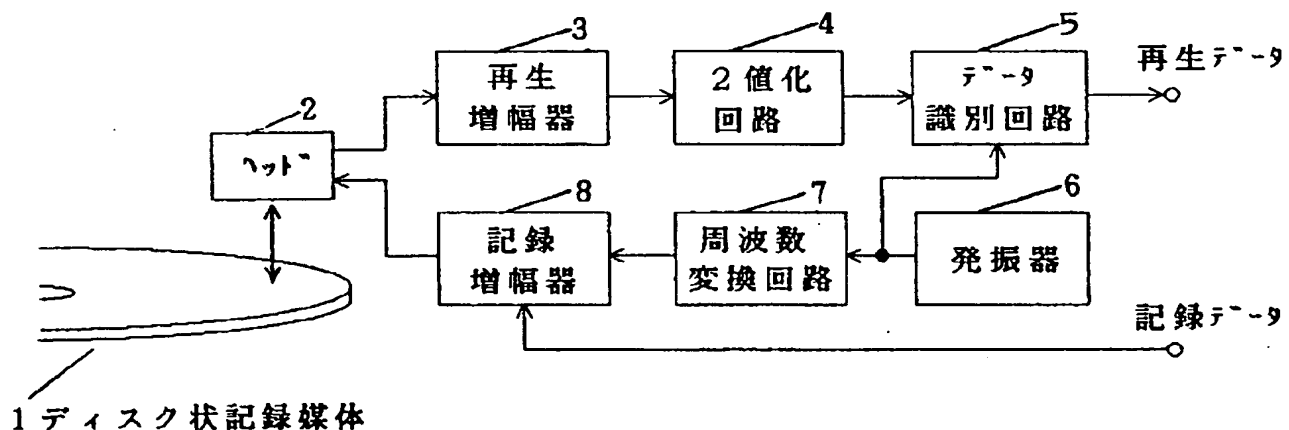 3
再生
増幅器
4
2値化
回路
5
データ
識別回路
再生データ
2
ヘッド
8
記録
増幅器
7
周波数
変換回路
6
発振器
記録データ
1 ディスク状記録媒体